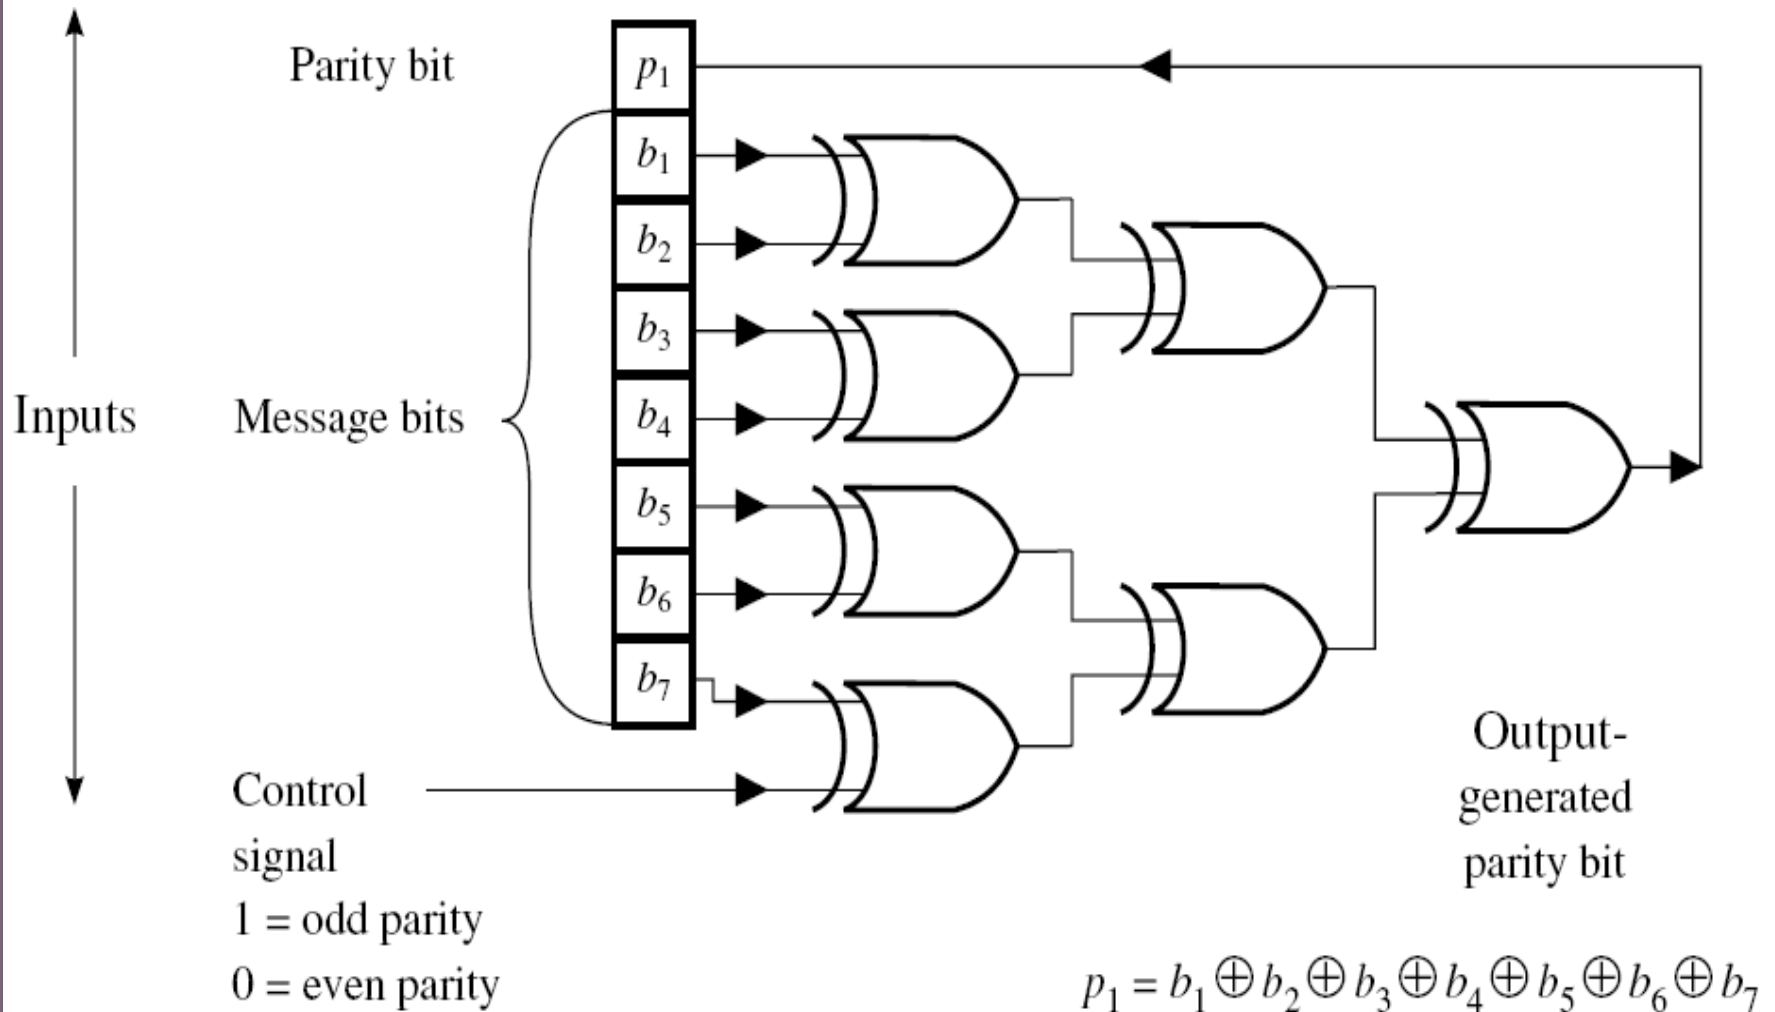 Parity bit
p₁
b₁
b₂
b₃
Inputs
Message bits
b₄
b₅
b₆
b₇
Control
signal
1 = odd parity
0 = even parity
Output-
generated
parity bit
p₁ = b₁ ⊕ b₂ ⊕ b₃ ⊕ b₄ ⊕ b₅ ⊕ b₆ ⊕ b₇